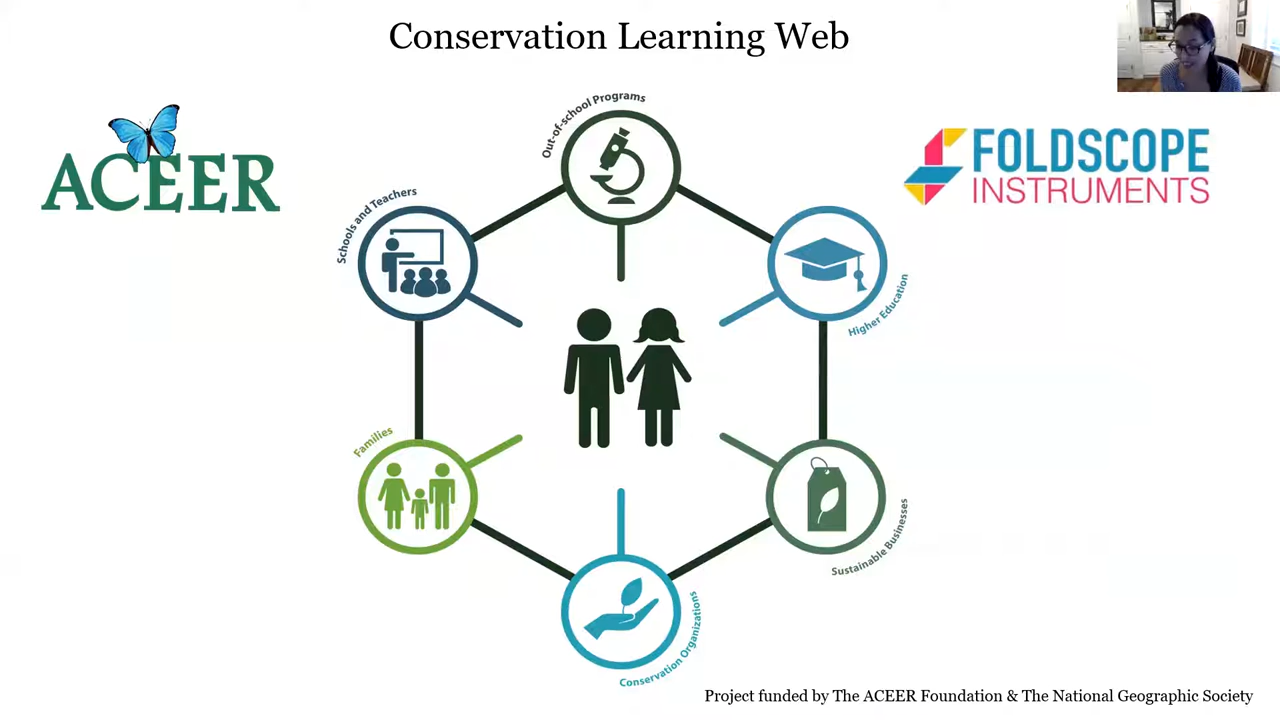 Conservation Learning Web
ACEER
FOLDSCOPE
INSTRUMENTS
Out-of-school Programs
Schools and Teachers
Higher Education
Families
Sustainable Businesses
Conservation Organizations
Project funded by The ACEER Foundation & The National Geographic Society